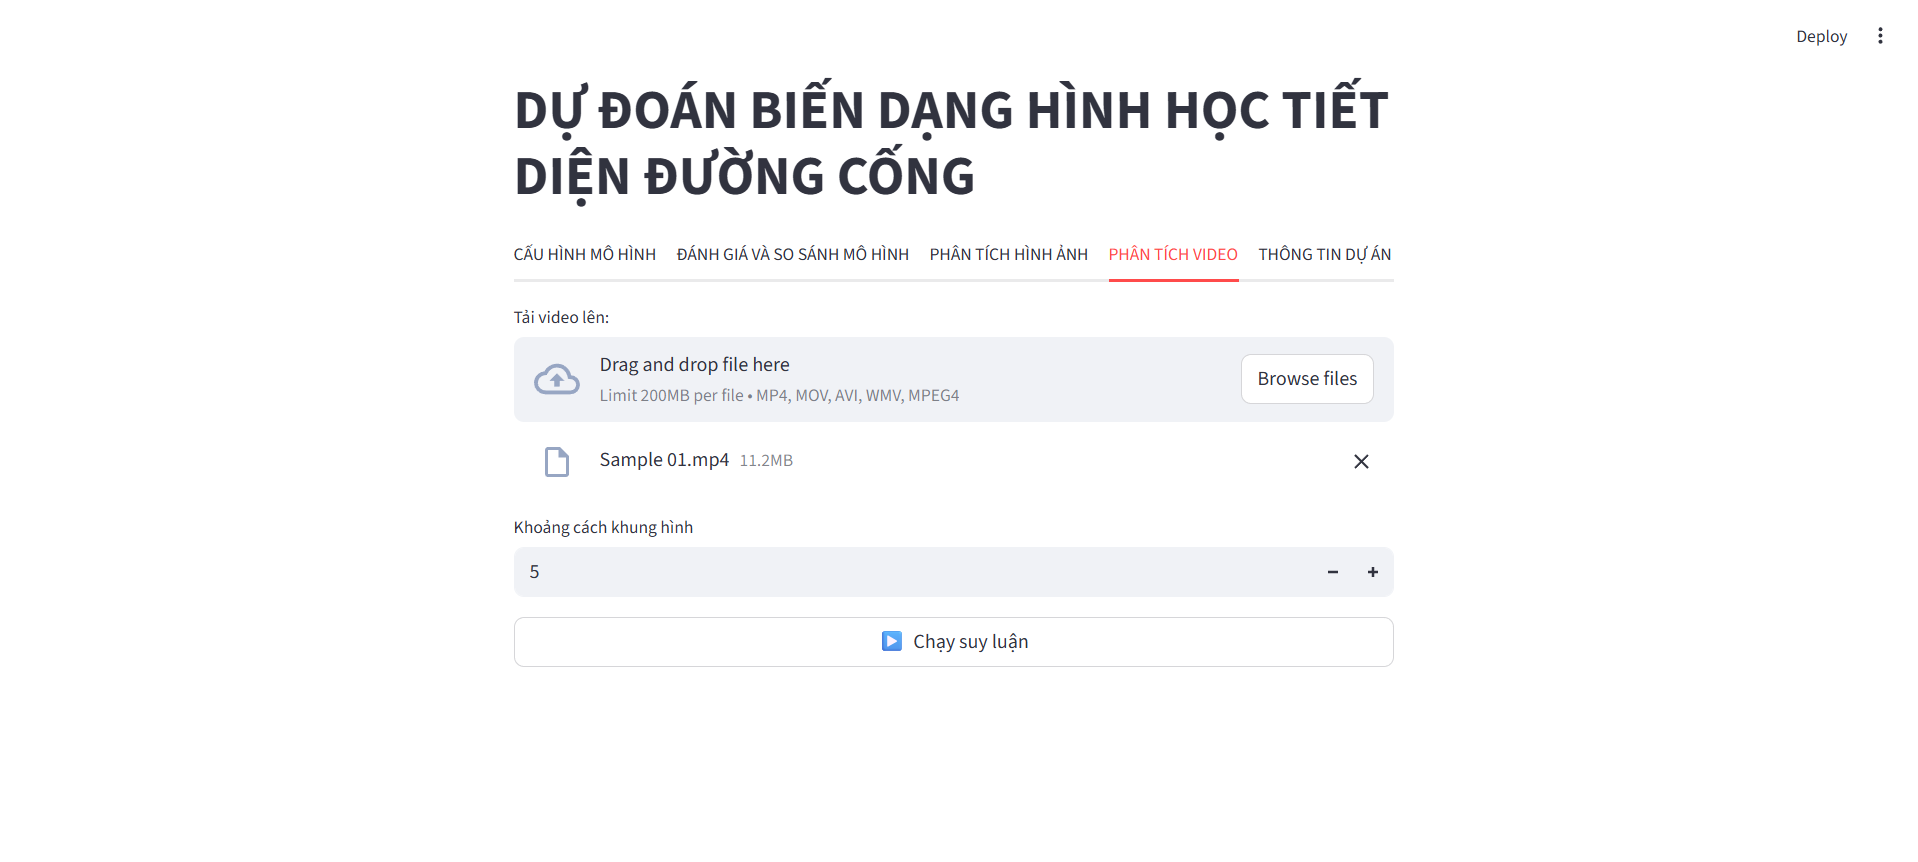 Deploy
DỰ ĐOÁN BIẾN DẠNG HÌNH HỌC TIẾT
DIỆN ĐƯỜNG CỐNG
CẤU HÌNH MÔ HÌNH ĐÁNH GIÁ VÀ SO SÁNH MÔ HÌNH PHÂN TÍCH HÌNH ẢNH PHÂN TÍCH VIDEO THÔNG TIN DỰ ÁN
Tải video lên:
Drag and drop file here
Limit 200MB per file • MP4, MOV, AVI, WMV, MPEG4
Browse files
Sample 01.mp4 11.2MB
Khoảng cách khung hình
5
Chạy suy luận